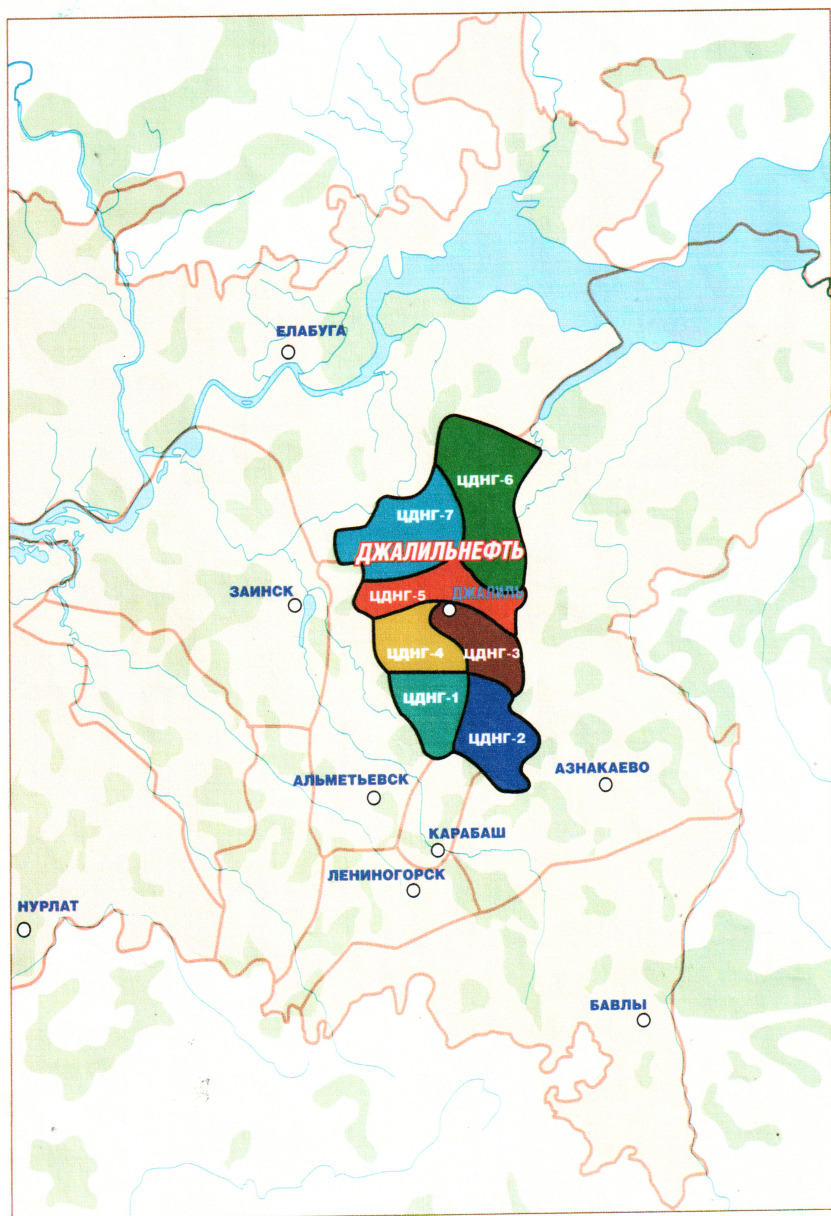 ЕЛАБУГА
ЦДНГ-6
ЦДНГ-7
ДЖАЛИЛЬНЕФТЬ
ЗАИНСК
ЦДНГ-5
ДЖАЛИЛЬ
ЦДНГ-4
ЦДНГ-3
ЦДНГ-1
ЦДНГ-2
АЛЬМЕТЬЕВСК
АЗНАКАЕВО
КАРАБАШ
ЛЕНИНОГОРСК
НУРЛАТ
БАВЛЫ